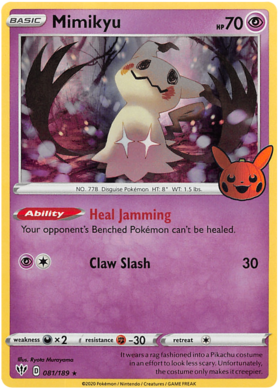 BASIC
Mimikyu
HP 70
NO. 778 Disguise Pokémon HT: 8" WT: 1.5 lbs.
Ability Heal Jamming
Your opponent's Benched Pokémon can't be healed.
Claw Slash 30
weakness ×2 resistance -30 retreat
Illus. Ryota Murayama
D 081/189 ★
It wears a rag fashioned into a Pikachu costume
in an effort to look less scary. Unfortunately,
the costume only makes it creepier.
©2020 Pokémon / Nintendo / Creatures / GAME FREAK